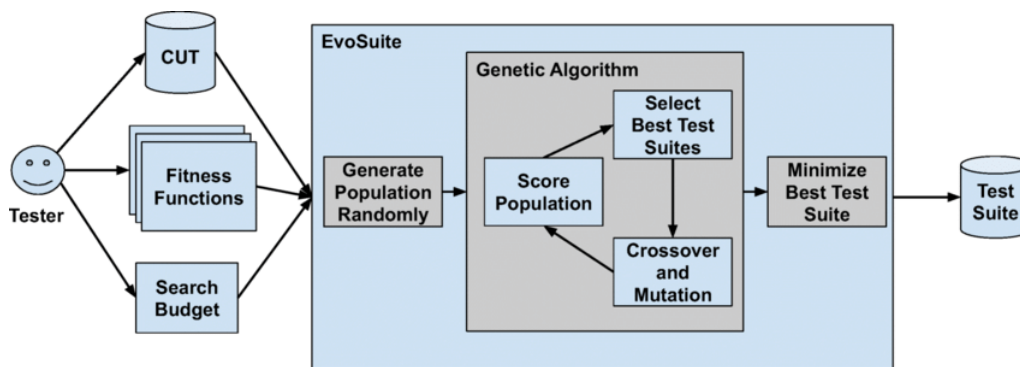 CUT
Fitness
Functions
Search
Budget
Tester
EvoSuite
Generate
Population
Randomly
Genetic Algorithm
Score
Population
Select
Best Test
Suites
Crossover
and
Mutation
Minimize
Best Test
Suite
Test
Suite